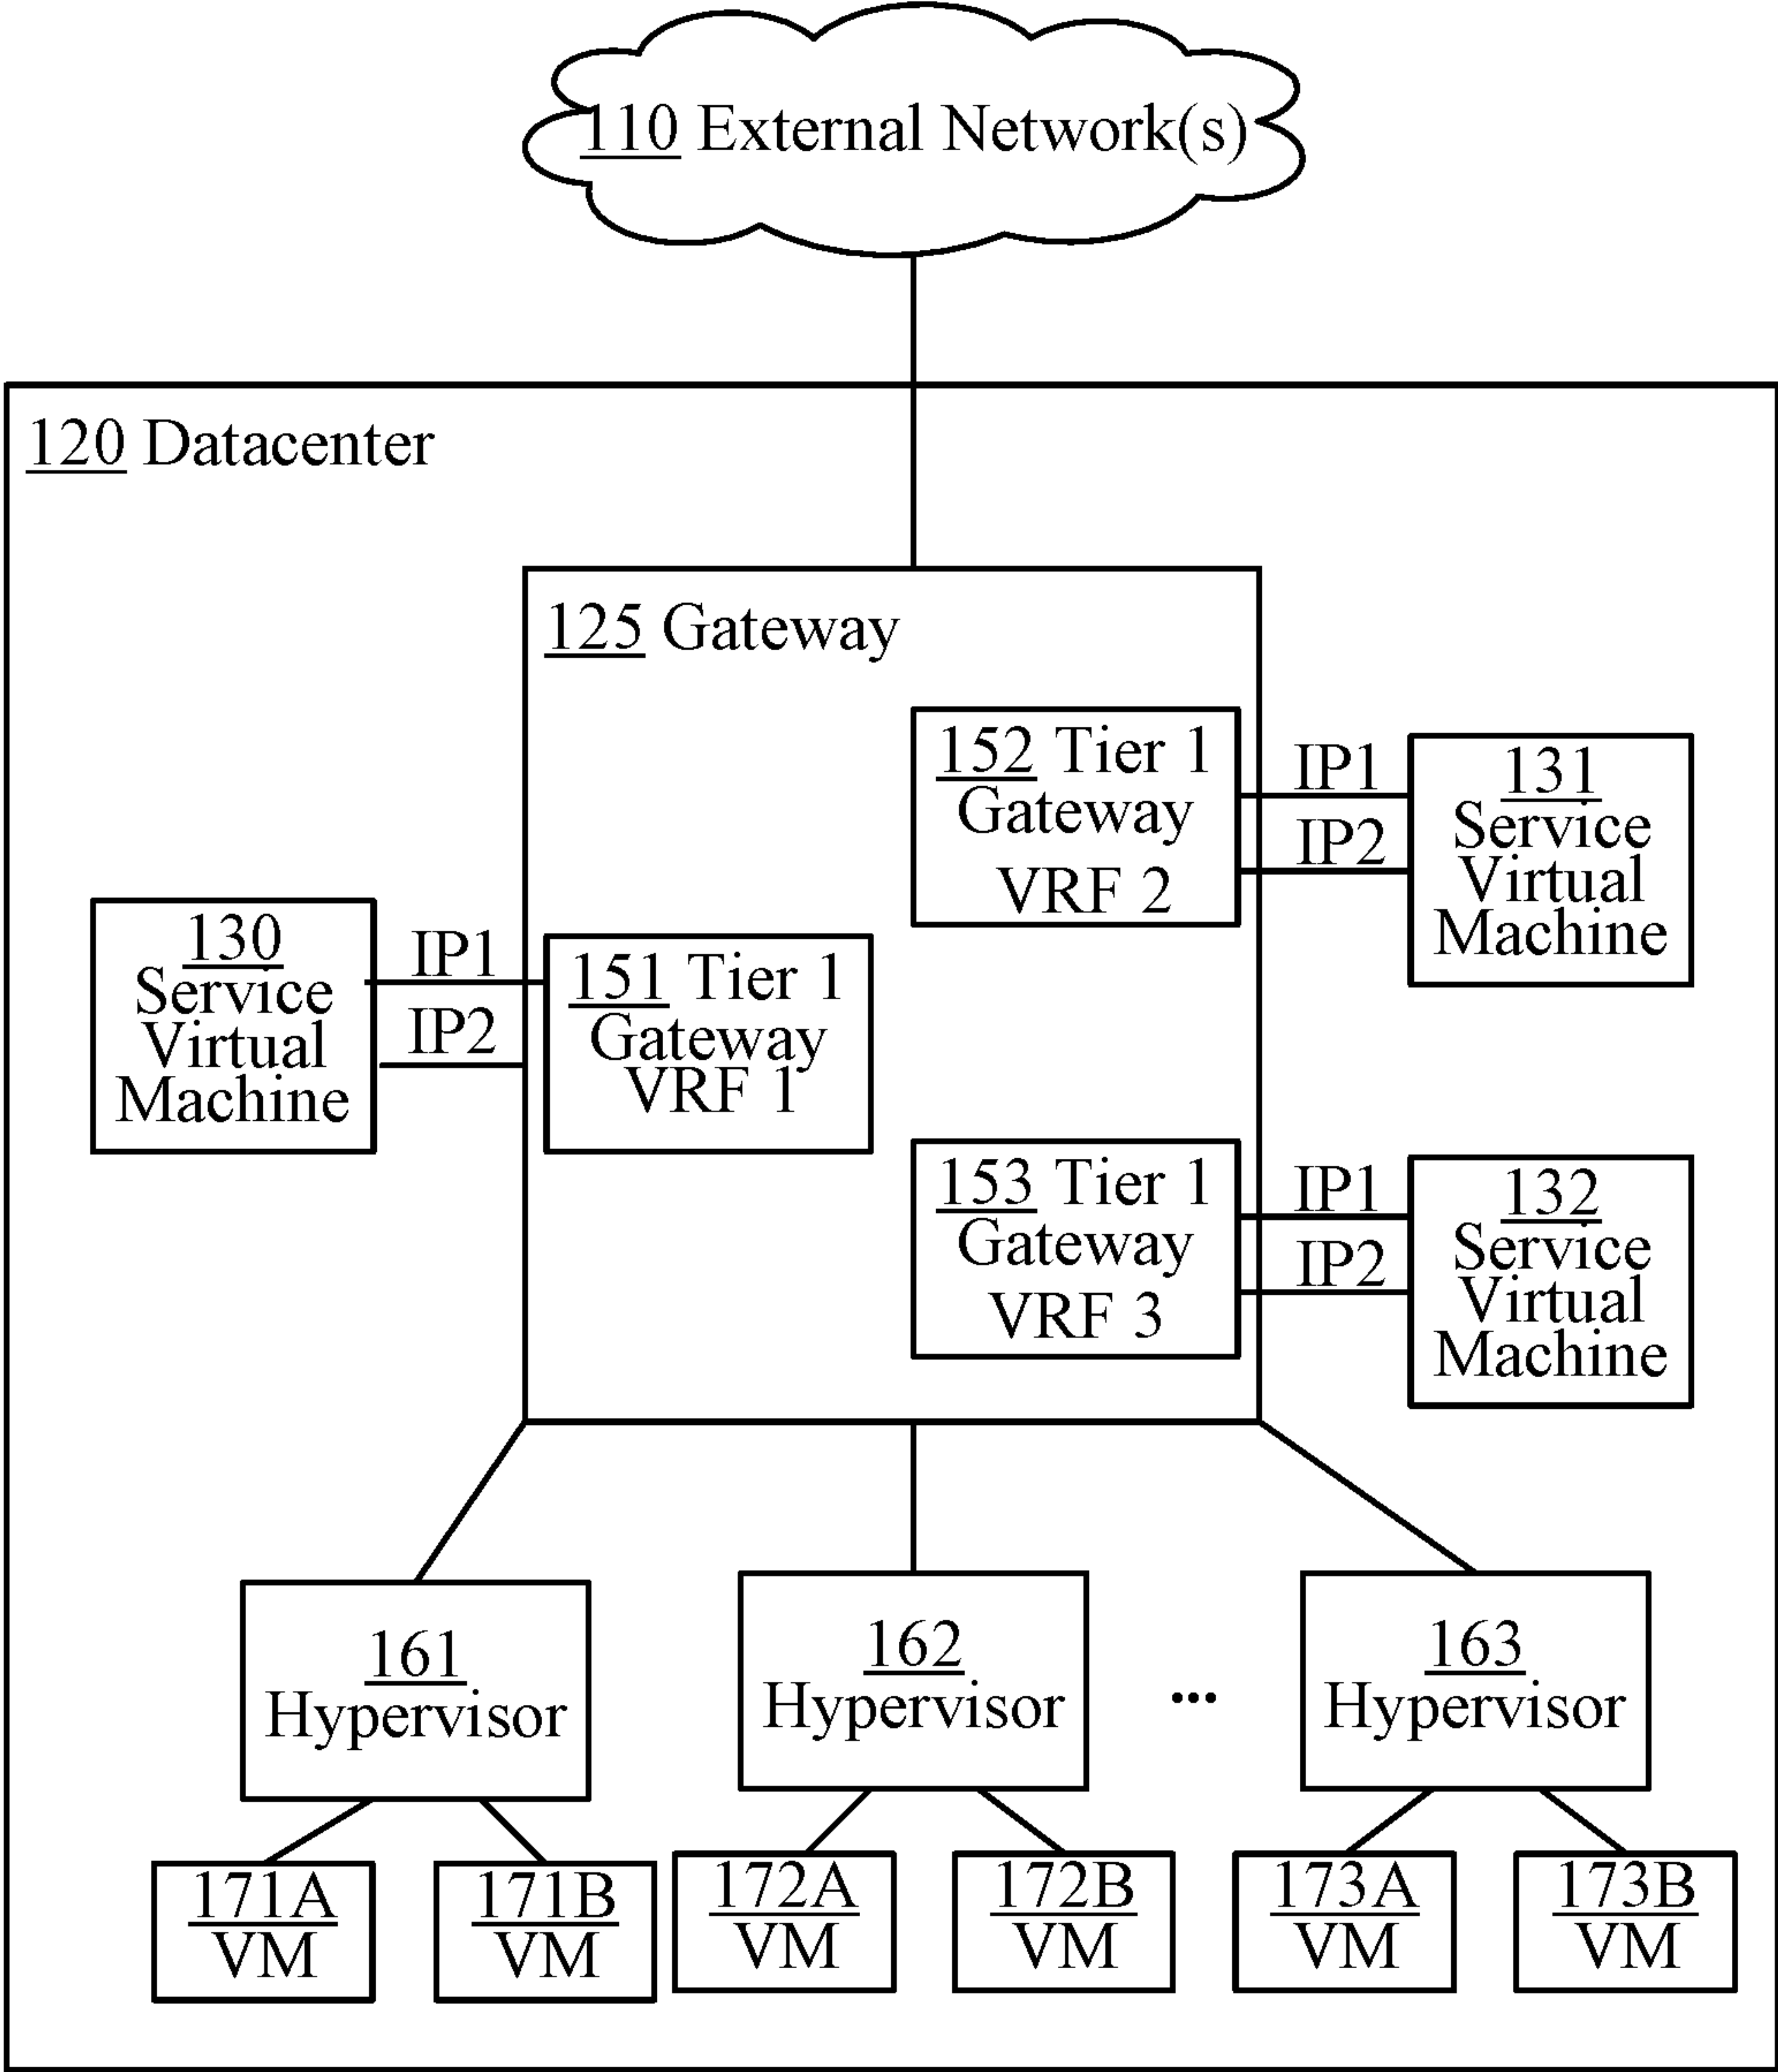 110 External Network(s)
120 Datacenter
125 Gateway
152 Tier 1
Gateway
VRF 2
IP1
IP2
131
Service
Virtual
Machine
130
Service
Virtual
Machine
IP1
IP2
151 Tier 1
Gateway
VRF 1
153 Tier 1
Gateway
VRF 3
IP1
IP2
132
Service
Virtual
Machine
161
Hypervisor
162
Hypervisor
...
163
Hypervisor
171A
VM
171B
VM
172A
VM
172B
VM
173A
VM
173B
VM